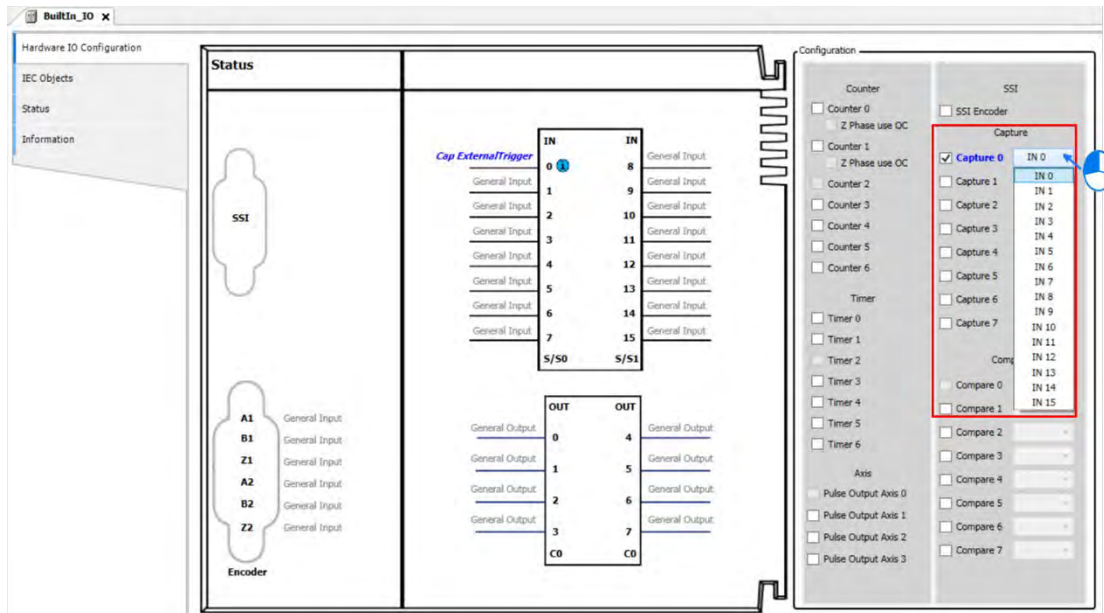 BuiltIn_IO X
Hardware IO Configuration
IEC Objects
Status
Information
Status
SSI
A1 General Input
B1 General Input
Z1 General Input
A2 General Input
B2 General Input
Z2 General Input
Encoder
IN IN
Cap ExternalTrigger 0 8 General Input
General Input 1 9 General Input
General Input 2 10 General Input
General Input 3 11 General Input
General Input 4 12 General Input
General Input 5 13 General Input
General Input 6 14 General Input
General Input 7 15 General Input
S/S0 S/S1
OUT OUT
General Output 0 4 General Output
General Output 1 5 General Output
General Output 2 6 General Output
General Output 3 7 General Output
C0 C0
Configuration
Counter
Counter 0
Z Phase use OC
Counter 1
Z Phase use OC
Counter 2
Counter 3
Counter 4
Counter 5
Counter 6
Timer
Timer 0
Timer 1
Timer 2
Timer 3
Timer 4
Timer 5
Timer 6
Axis
Pulse Output Axis 0
Pulse Output Axis 1
Pulse Output Axis 2
Pulse Output Axis 3
SSI
SSI Encoder
Capture
Capture 0 IN 0
Capture 1
Capture 2
Capture 3
Capture 4
Capture 5
Capture 6
Capture 7
IN 0
IN 1
IN 2
IN 3
IN 4
IN 5
IN 6
IN 7
IN 8
IN 9
IN 10
IN 11
IN 12
IN 13
IN 14
IN 15
Comp
Compare 0
Compare 1
Compare 2
Compare 3
Compare 4
Compare 5
Compare 6
Compare 7